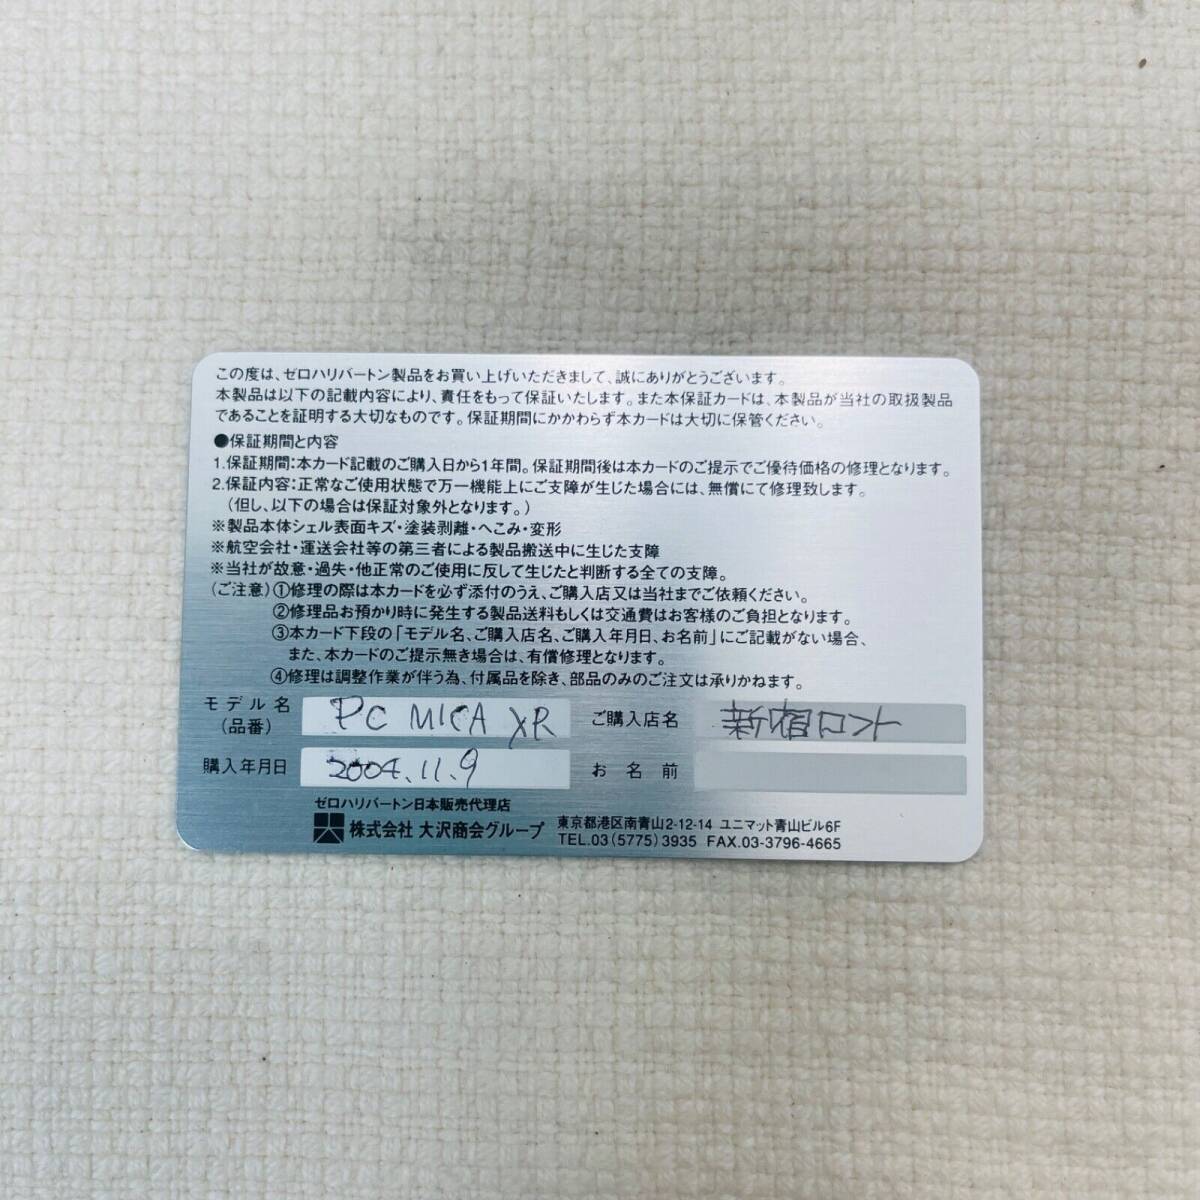 この度は、ゼロハリバートン製品をお買い上げいただきまして、誠にありがとうございます。
本製品は以下の記載内容により、責任をもって保証いたします。また本保証カードは、本製品が当社の取扱製品
であることを証明する大切なものです。保証期間にかかわらず本カードは大切に保管ください。
●保証期間と内容
1.保証期間:本カード記載のご購入日から1年間。保証期間後は本カードのご提示でご優待価格の修理となります。
2.保証内容:正常なご使用状態で万一機能上にご支障が生じた場合には、無償にて修理致します。
(但し、以下の場合は保証対象外となります。)
※製品本体シェル表面キズ・塗装剥離・へこみ・変形
※航空会社・運送会社等の第三者による製品搬送中に生じた支障
※当社が故意・過失・他正常のご使用に反して生じたと判断する全ての支障。
(ご注意)①修理の際は本カードを必ず添付のうえ、ご購入店又は当社までご依頼ください。
②修理品お預かり時に発生する製品送料もしくは交通費はお客様のご負担となります。
③本カード下段の「モデル名、ご購入店名、ご購入年月日、お名前」にご記載がない場合、
また、本カードのご提示無き場合は、有償修理となります。
④修理は調整作業が伴う為、付属品を除き、部品のみのご注文は承りかねます。
モデル名(品番) PC MICA XR ご購入店名 新宿ロフト
購入年月日 2004.11.9 お名前
ゼロハリバートン日本販売代理店
株式会社 大沢商会グループ 東京都港区南青山2-12-14 ユニマット青山ビル6F
TEL.03(5775)3935 FAX.03-3796-4665